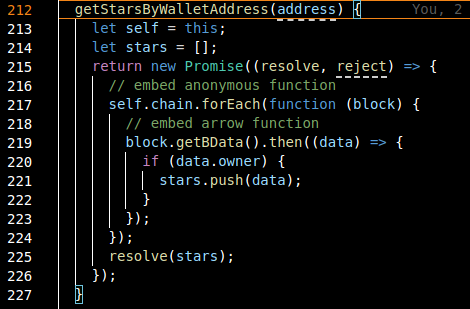 212 getStarsByWalletAddress(address) { You, 2
213 let self = this;
214 let stars = [];
215 return new Promise((resolve, reject) => {
216 // embed anonymous function
217 self.chain.forEach(function (block) {
218 // embed arrow function
219 block.getBData().then((data) => {
220 if (data.owner) {
221 stars.push(data);
222 }
223 });
224 });
225 resolve(stars);
226 });
227 }